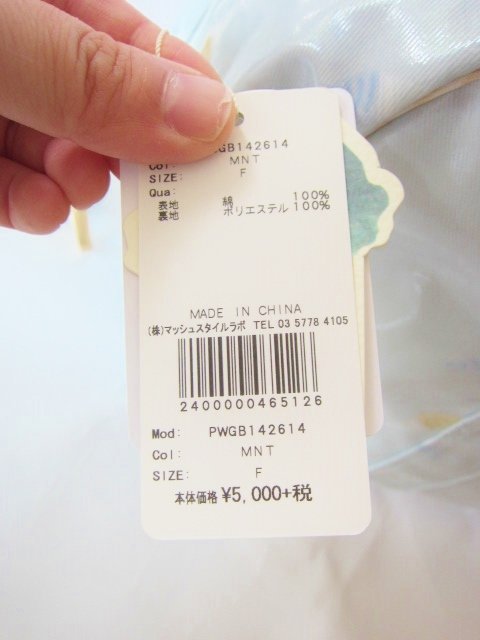 WGB142614
Col: MNT
SIZE: F
Qua:
表地 綿 100%
裏地 ポリエステル 100%
MADE IN CHINA
(株)マッシュスタイルラボ TEL 03 5778 4105
2400000465126
Mod: PWGB142614
Col: MNT
SIZE: F
本体価格 ¥5,000+税